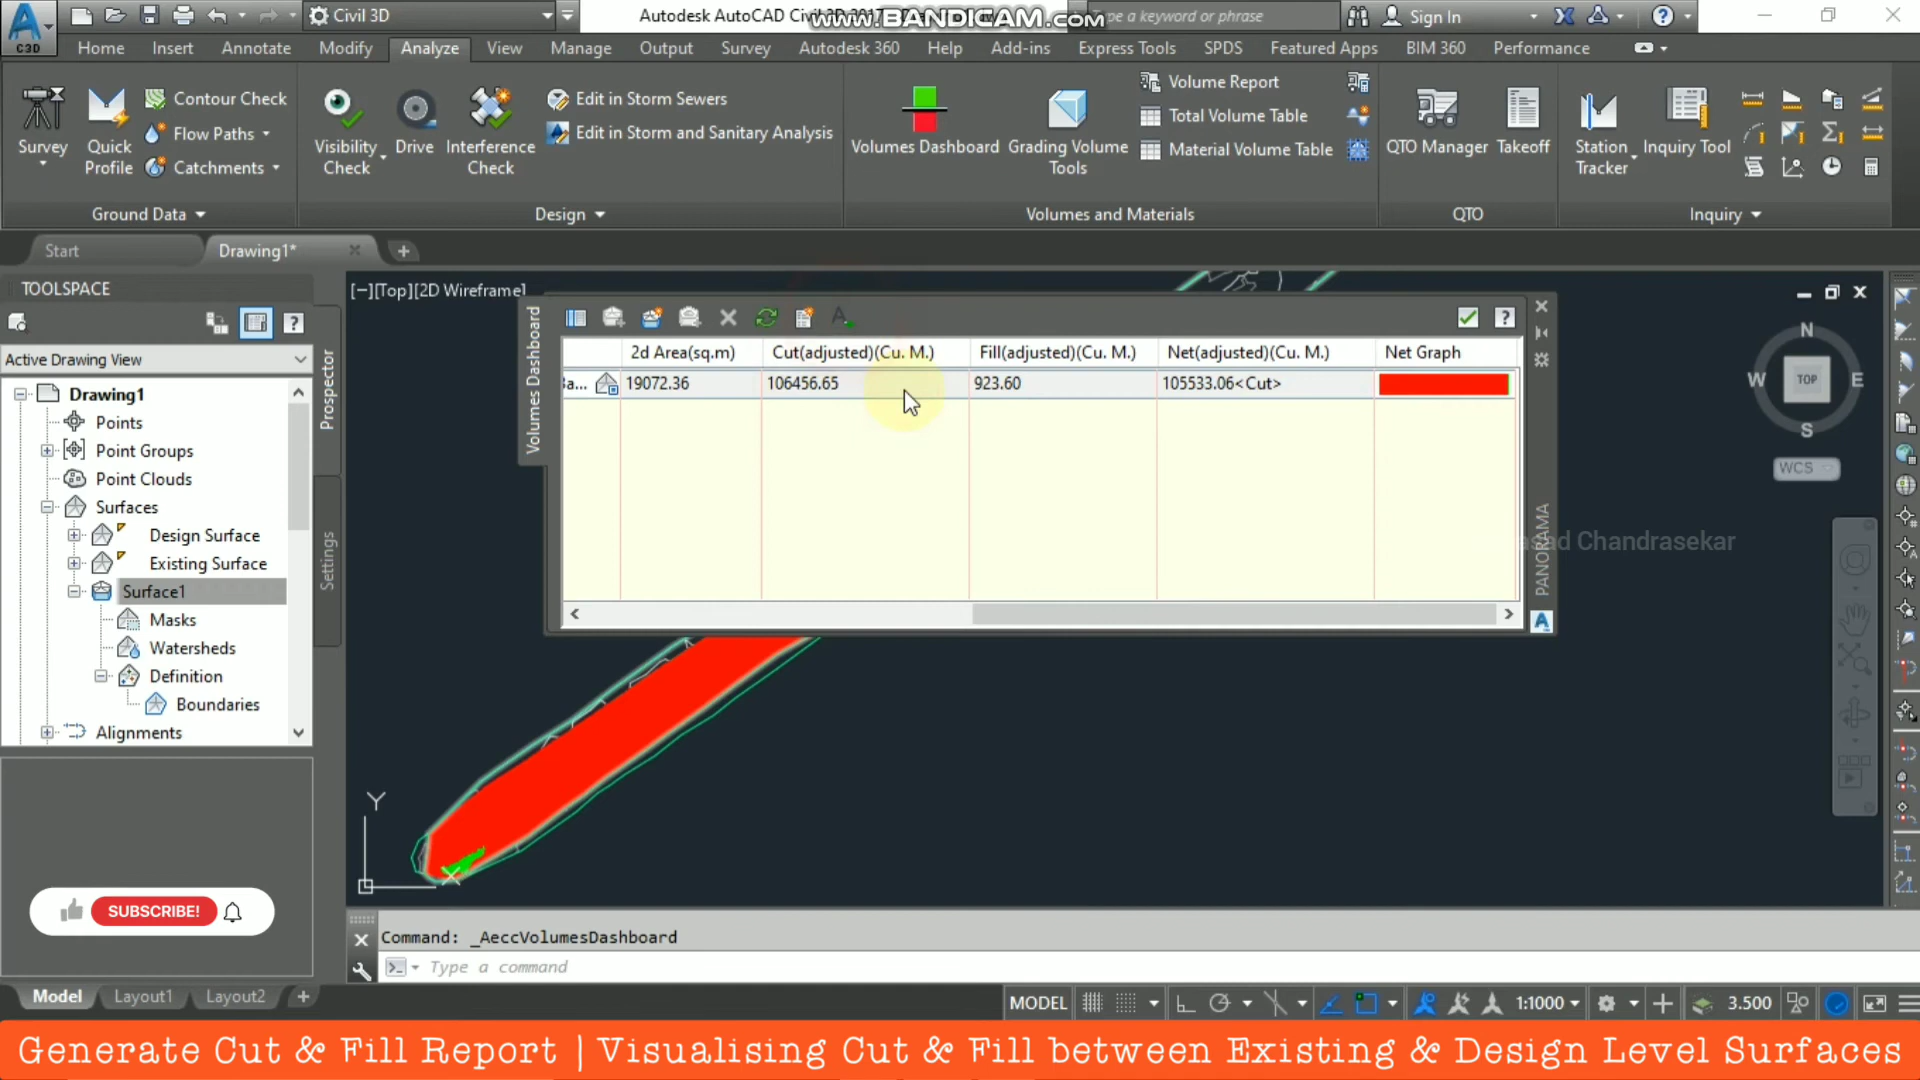 Civil 3D
Autodesk AutoCAD Civil 3D 2017
www.BANDICAM.com
Type a keyword or phrase
Sign In
C3D
Home
Insert
Annotate
Modify
Analyze
View
Manage
Output
Survey
Autodesk 360
Help
Add-ins
Express Tools
SPDS
Featured Apps
BIM 360
Performance
Survey
Quick Profile
Contour Check
Flow Paths
Catchments
Ground Data
Visibility Check
Drive
Interference Check
Edit in Storm Sewers
Edit in Storm and Sanitary Analysis
Design
Volumes Dashboard
Grading Volume Tools
Volume Report
Total Volume Table
Material Volume Table
Volumes and Materials
QTO Manager
Takeoff
QTO
Station Tracker
Inquiry Tool
Inquiry
Start
Drawing1*
TOOLSPACE
Active Drawing View
Drawing1
Points
Point Groups
Point Clouds
Surfaces
Design Surface
Existing Surface
Surface1
Masks
Watersheds
Definition
Boundaries
Alignments
Prospector
Settings
[−][Top][2D Wireframe]
Volumes Dashboard
2d Area(sq.m)
Cut(adjusted)(Cu. M.)
Fill(adjusted)(Cu. M.)
Net(adjusted)(Cu. M.)
Net Graph
19072.36
106456.65
923.60
105533.06<Cut>
PANORAMA
N
W
TOP
E
S
WCS
Chandrasekar
Y
SUBSCRIBE!
Command: _AeccVolumesDashboard
Type a command
Model
Layout1
Layout2
MODEL
1:1000
3.500
Generate Cut & Fill Report | Visualising Cut & Fill between Existing & Design Level Surfaces